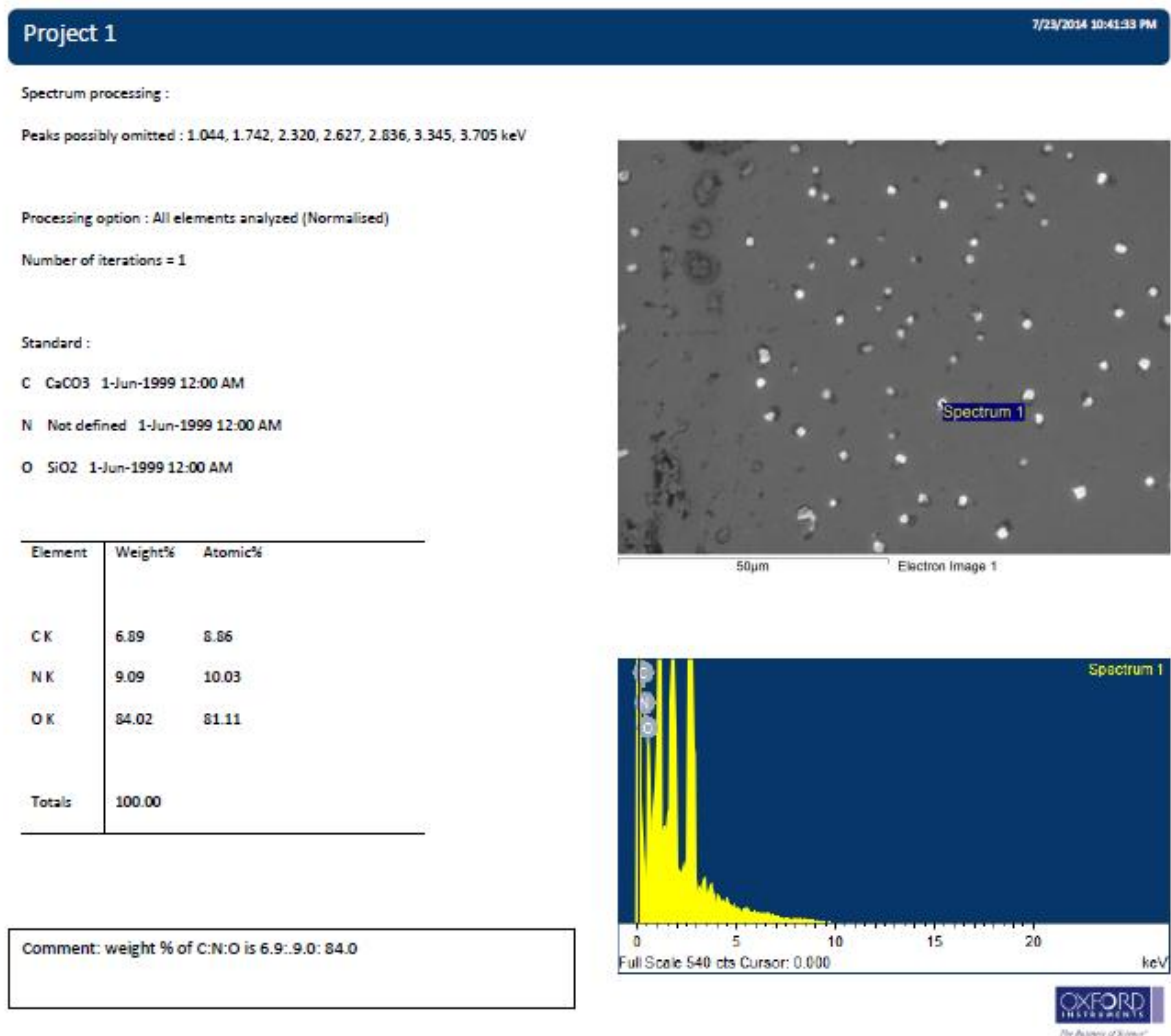 Project 1
7/23/2014 10:41:33 PM
Spectrum processing :
Peaks possibly omitted : 1.044, 1.742, 2.320, 2.627, 2.836, 3.345, 3.705 keV
Processing option : All elements analyzed (Normalised)
Number of iterations = 1
Standard :
C CaCO3 1-Jun-1999 12:00 AM
N Not defined 1-Jun-1999 12:00 AM
O SiO2 1-Jun-1999 12:00 AM
Element Weight% Atomic%
C K 6.89 8.86
N K 9.09 10.03
O K 84.02 81.11
Totals 100.00
Comment: weight % of C:N:O is 6.9:.9.0: 84.0
Spectrum 1
50µm Electron Image 1
Spectrum 1
C
N
O
0 5 10 15 20
Full Scale 540 cts Cursor: 0.000 keV
OXFORD
INSTRUMENTS
The Business of Science®